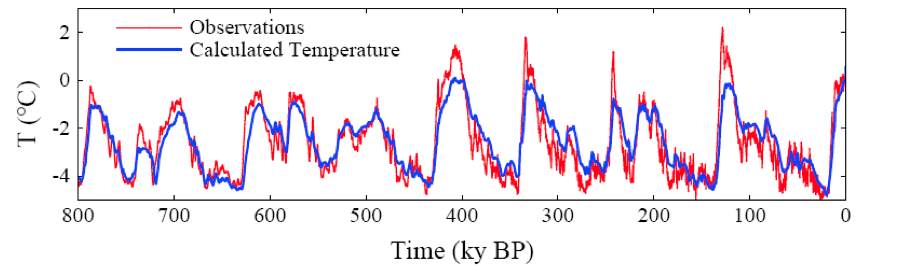 Observations
Calculated Temperature
T (°C)
2
0
-2
-4
800 700 600 500 400 300 200 100 0
Time (ky BP)